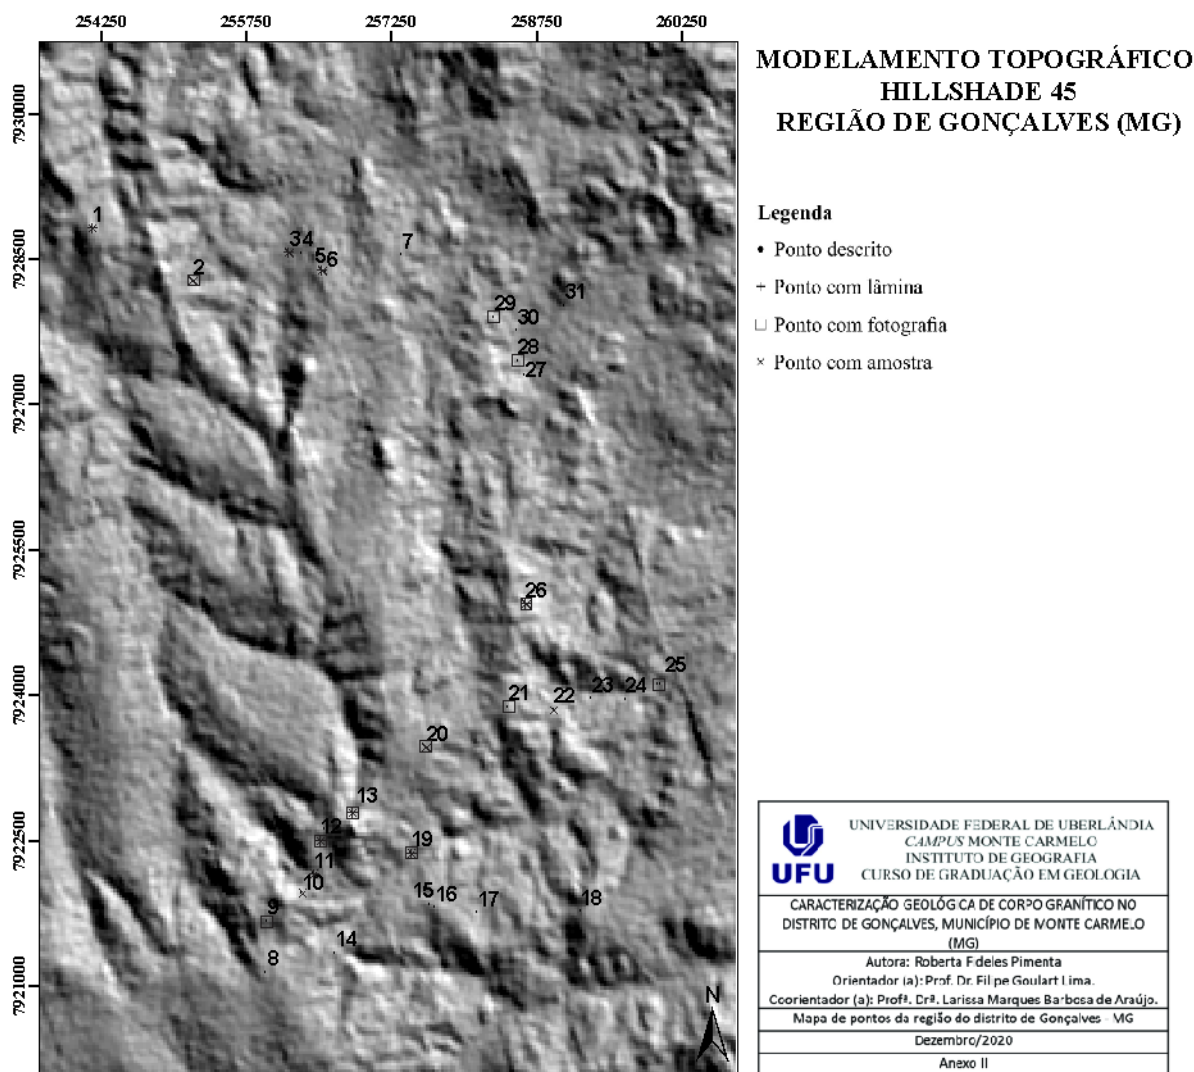 254250 255750 257250 258750 260250
MODELAMENTO TOPOGRÁFICO
HILLSHADE 45
REGIÃO DE GONÇALVES (MG)
7930000
7928500
7927000
7925500
7924000
7922500
7921000
1
2
3 4
5 6
7
29
30
31
28
27
26
25
21
22
23
24
20
13
12
19
11
10
15 16
17
18
9
14
8
N
Legenda
Ponto descrito
Ponto com lâmina
Ponto com fotografia
Ponto com amostra
UFU
UNIVERSIDADE FEDERAL DE UBERLÂNDIA
CAMPUS MONTE CARMELO
INSTITUTO DE GEOGRAFIA
CURSO DE GRADUAÇÃO EM GEOLOGIA
CARACTERIZAÇÃO GEOLÓGICA DE CORPO GRANÍTICO NO
DISTRITO DE GONÇALVES, MUNICÍPIO DE MONTE CARMELO
(MG)
Autora: Roberta Fideles Pimenta
Orientador (a): Prof. Dr. Filipe Goulart Lima.
Coorientador (a): Profª. Drª. Larissa Marques Barbosa de Araújo.
Mapa de pontos da região do distrito de Gonçalves - MG
Dezembro/2020
Anexo II